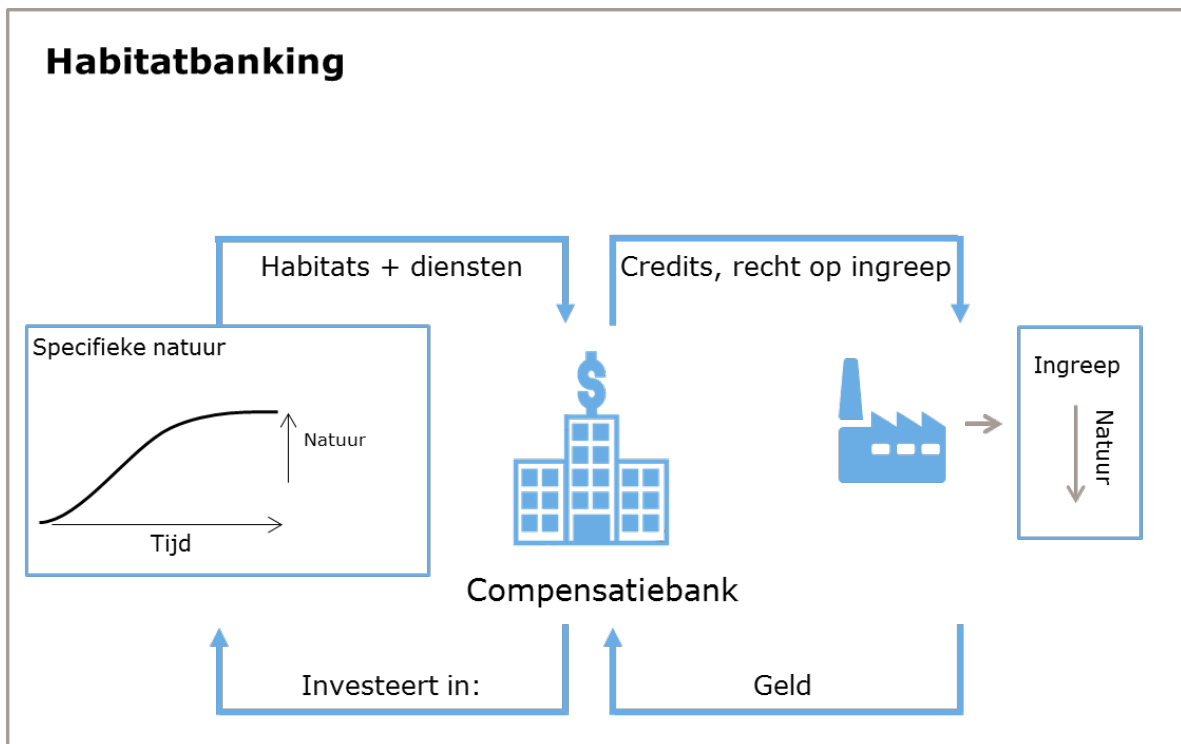 Habitatbanking
Habitats + diensten
Credits, recht op ingreep
Specifieke natuur
Natuur
Tijd
$
Compensatiebank
Ingreep
Natuur
Investeert in:
Geld